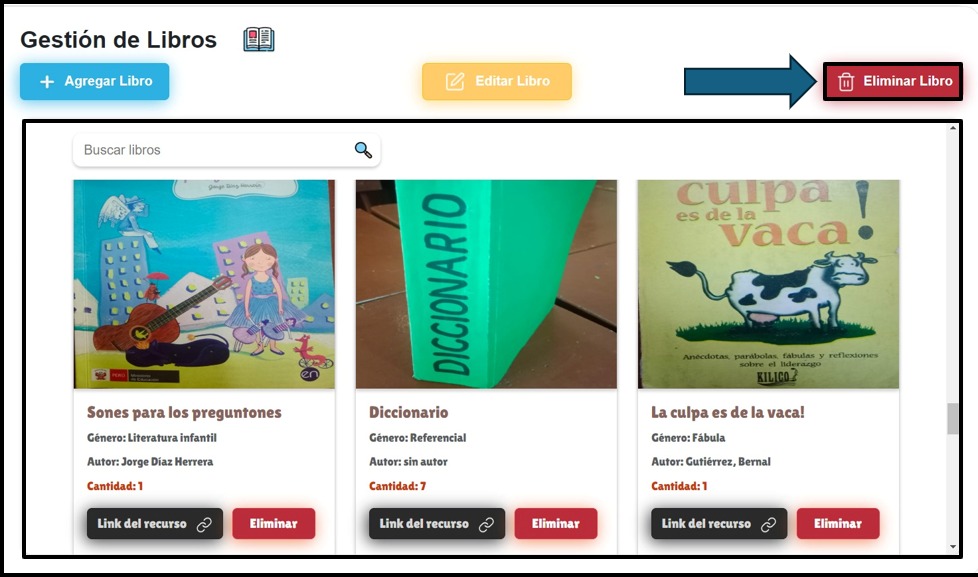 Gestión de Libros
Agregar Libro
Editar Libro
Eliminar Libro
Buscar libros
Jorge Díaz Herrera
PERÚ
Ministerio
de Educación
en
DICCIONARIO
culpa
es de la
vaca!
Anécdotas, parábolas, fábulas y reflexiones
sobre el liderazgo
Sones para los preguntones
Género: Literatura infantil
Autor: Jorge Díaz Herrera
Cantidad: 1
Link del recurso
Eliminar
Diccionario
Género: Referencial
Autor: sin autor
Cantidad: 7
Link del recurso
Eliminar
La culpa es de la vaca!
Género: Fábula
Autor: Gutiérrez, Bernal
Cantidad: 1
Link del recurso
Eliminar